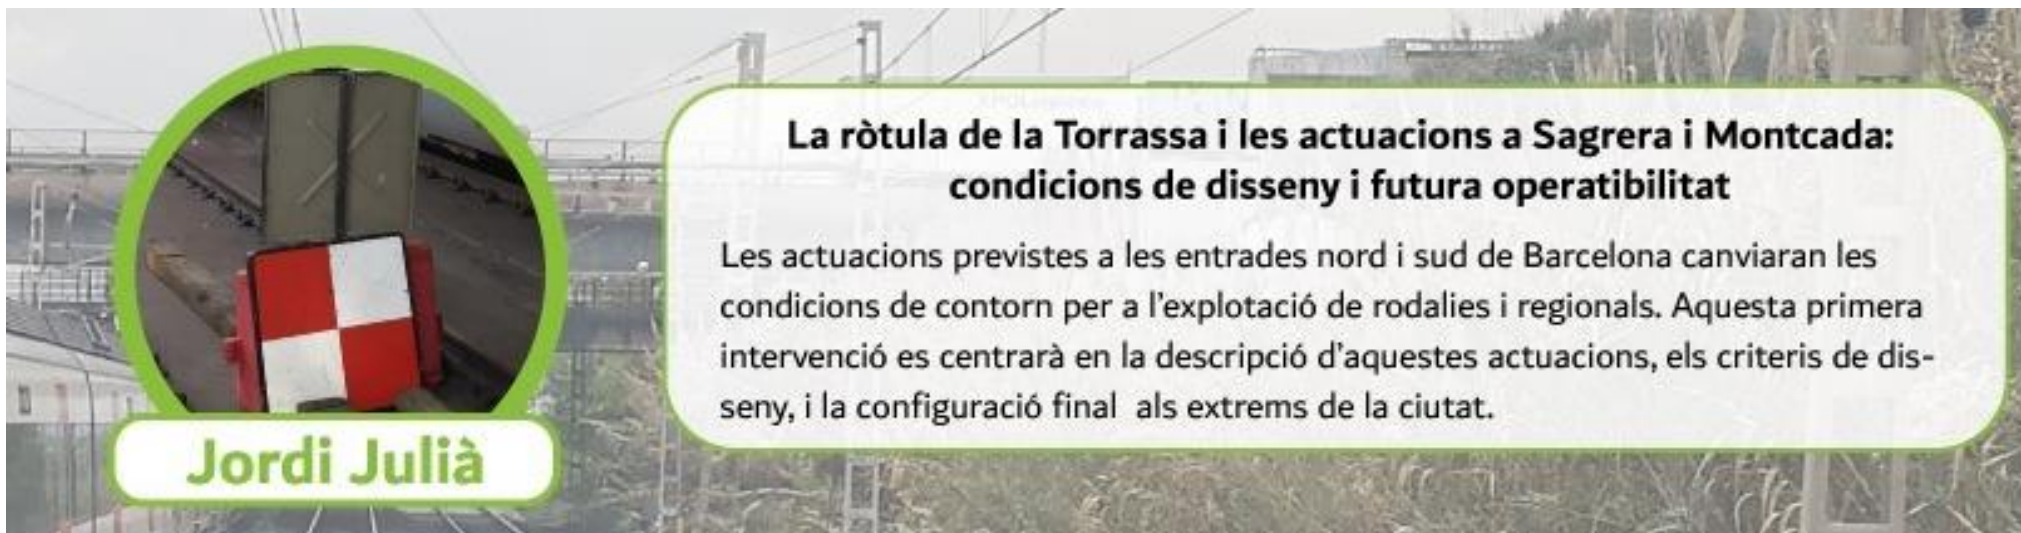 La ròtula de la Torrassa i les actuacions a Sagrera i Montcada:
condicions de disseny i futura operatibilitat
Les actuacions previstes a les entrades nord i sud de Barcelona canviaran les
condicions de contorn per a l’explotació de rodalies i regionals. Aquesta primera
intervenció es centrarà en la descripció d’aquestes actuacions, els criteris de dis-
seny, i la configuració final als extrems de la ciutat.
Jordi Julià